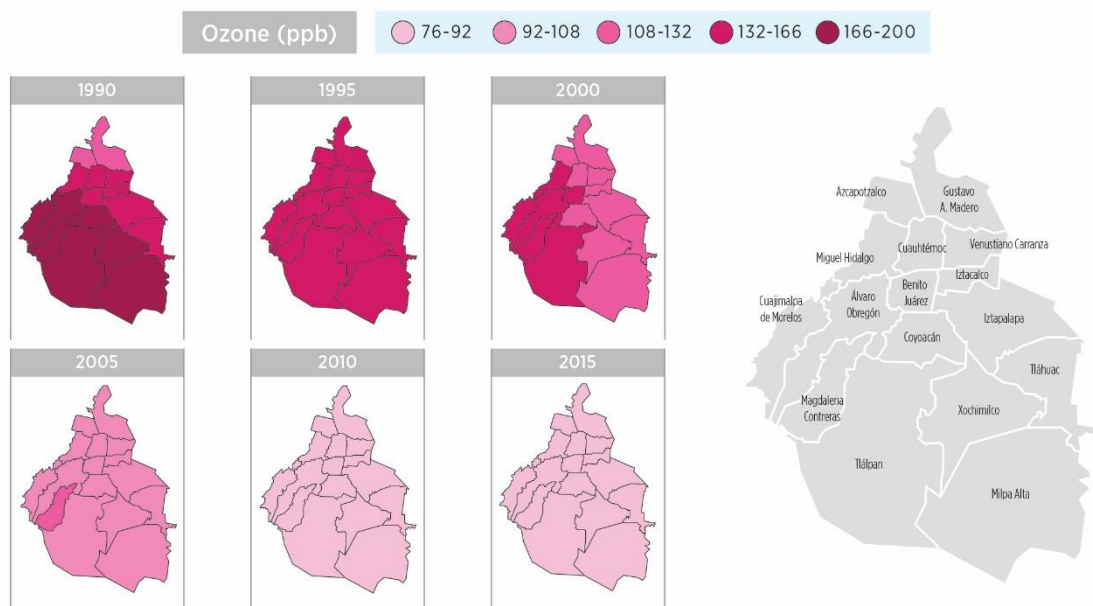 Ozone (ppb)
76-92
92-108
108-132
132-166
166-200
1990
1995
2000
2005
2010
2015
Azcapotzalco
Gustavo
A. Madero
Miguel Hidalgo
Cuauhtémoc
Venustiano Carranza
Iztacalco
Cuajimalpa
de Morelos
Álvaro
Obregón
Benito
Juárez
Iztapalapa
Coyoacán
Tláhuac
Magdalena
Contreras
Xochimilco
Tlálpan
Milpa Alta